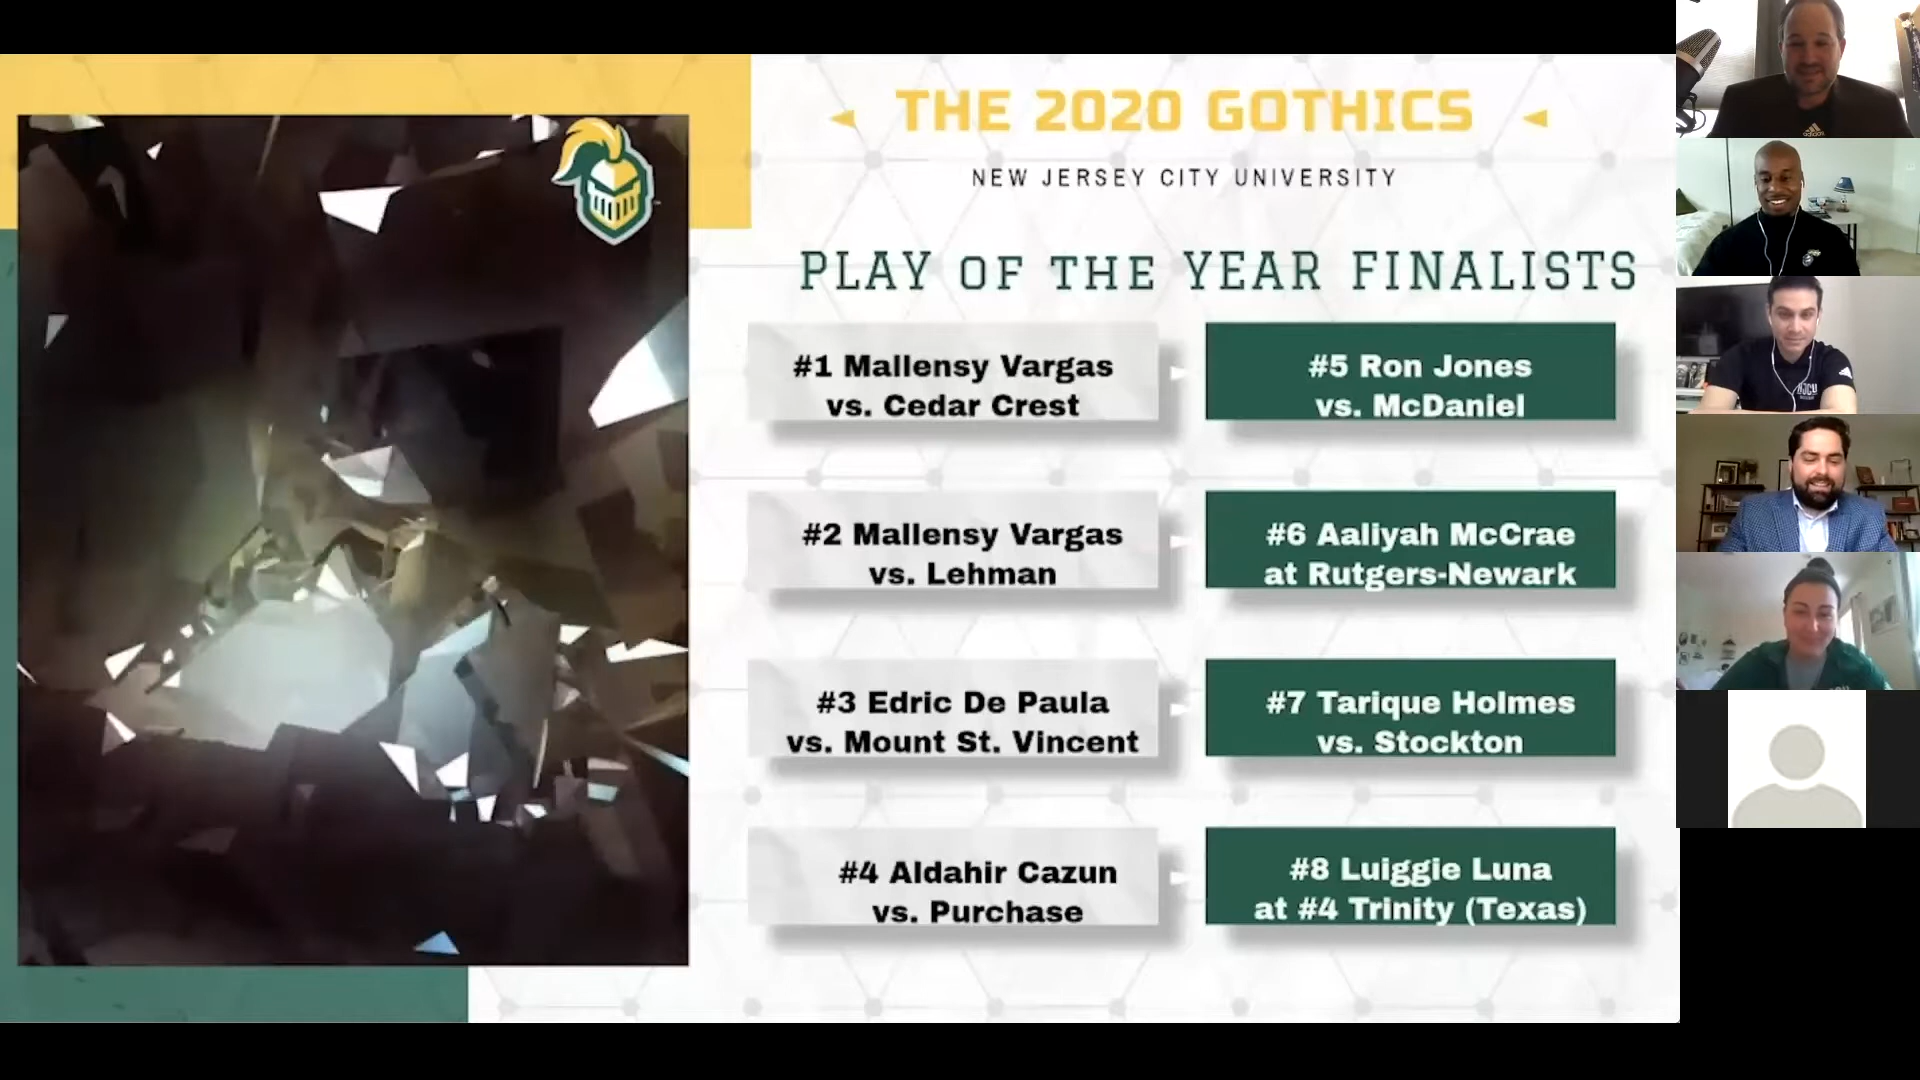 THE 2020 GOTHICS
NEW JERSEY CITY UNIVERSITY
PLAY OF THE YEAR FINALISTS
#1 Mallensy Vargas
vs. Cedar Crest
#2 Mallensy Vargas
vs. Lehman
#3 Edric De Paula
vs. Mount St. Vincent
#4 Aldahir Cazun
vs. Purchase
#5 Ron Jones
vs. McDaniel
#6 Aaliyah McCrae
at Rutgers-Newark
#7 Tarique Holmes
vs. Stockton
#8 Luiggie Luna
at #4 Trinity (Texas)
adidas
NJCU